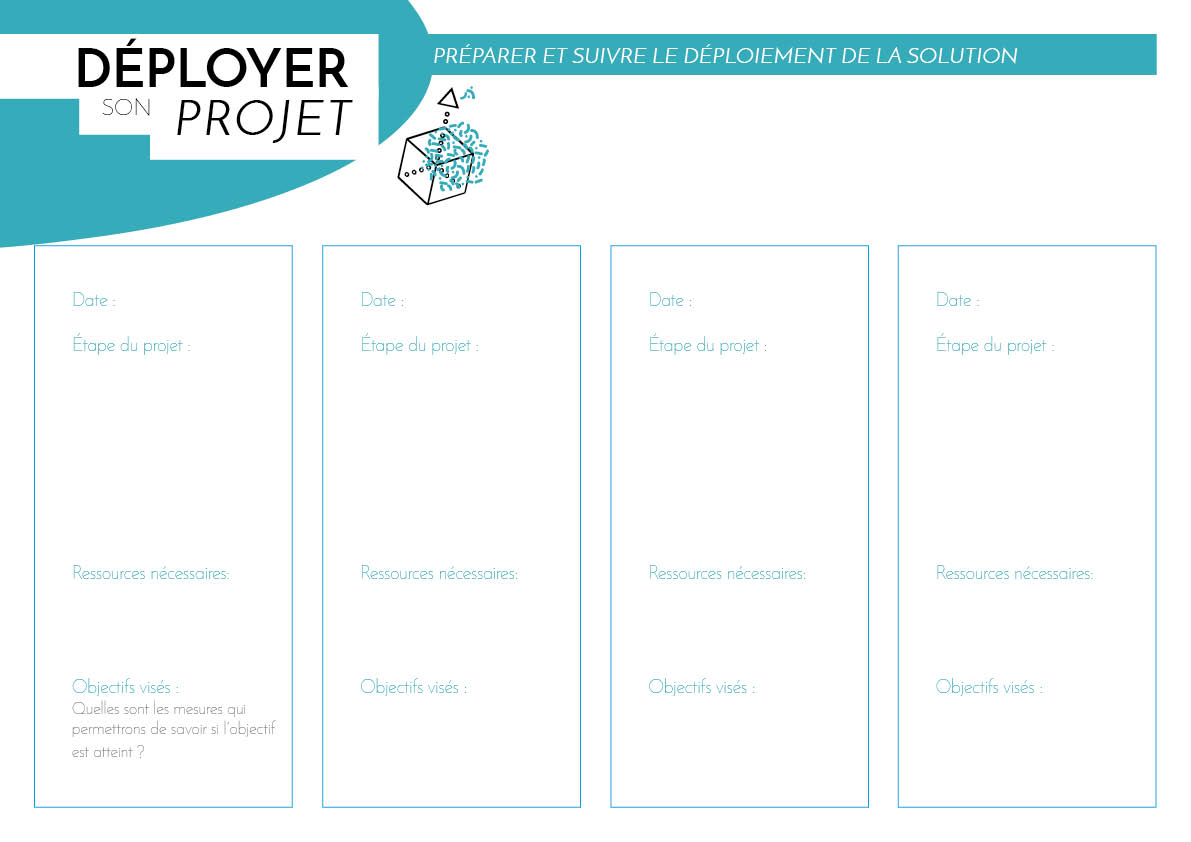 DÉPLOYER
SON
PROJET
PRÉPARER ET SUIVRE LE DÉPLOIEMENT DE LA SOLUTION
Date :
Étape du projet :
Ressources nécessaires:
Objectifs visés :
Quelles sont les mesures qui
permettrons de savoir si l'objectif
est atteint ?
Date :
Étape du projet :
Ressources nécessaires:
Objectifs visés :
Date :
Étape du projet :
Ressources nécessaires:
Objectifs visés :
Date :
Étape du projet :
Ressources nécessaires:
Objectifs visés :